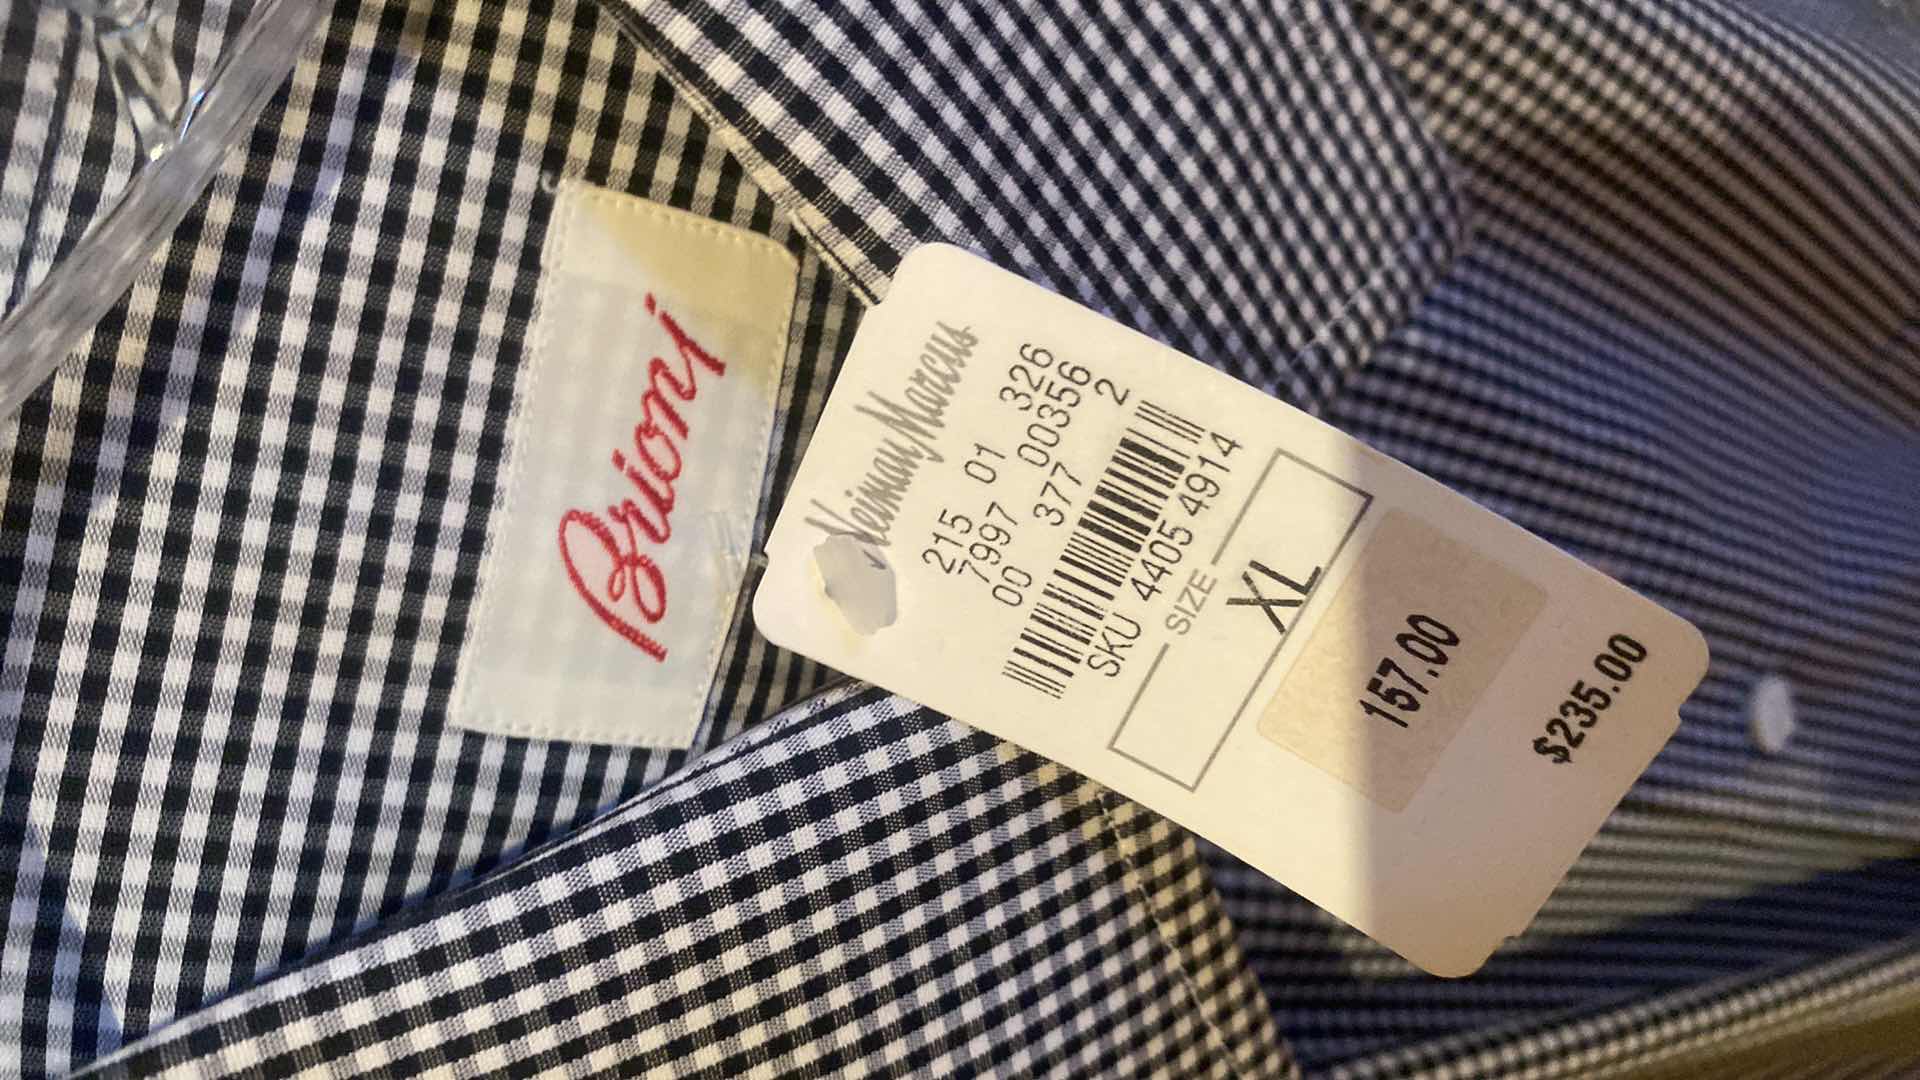 Brioni
Neiman Marcus
215 01 326
7997 00356
00 377 2
SKU 4405 4914
SIZE
XL
157.00
$235.00